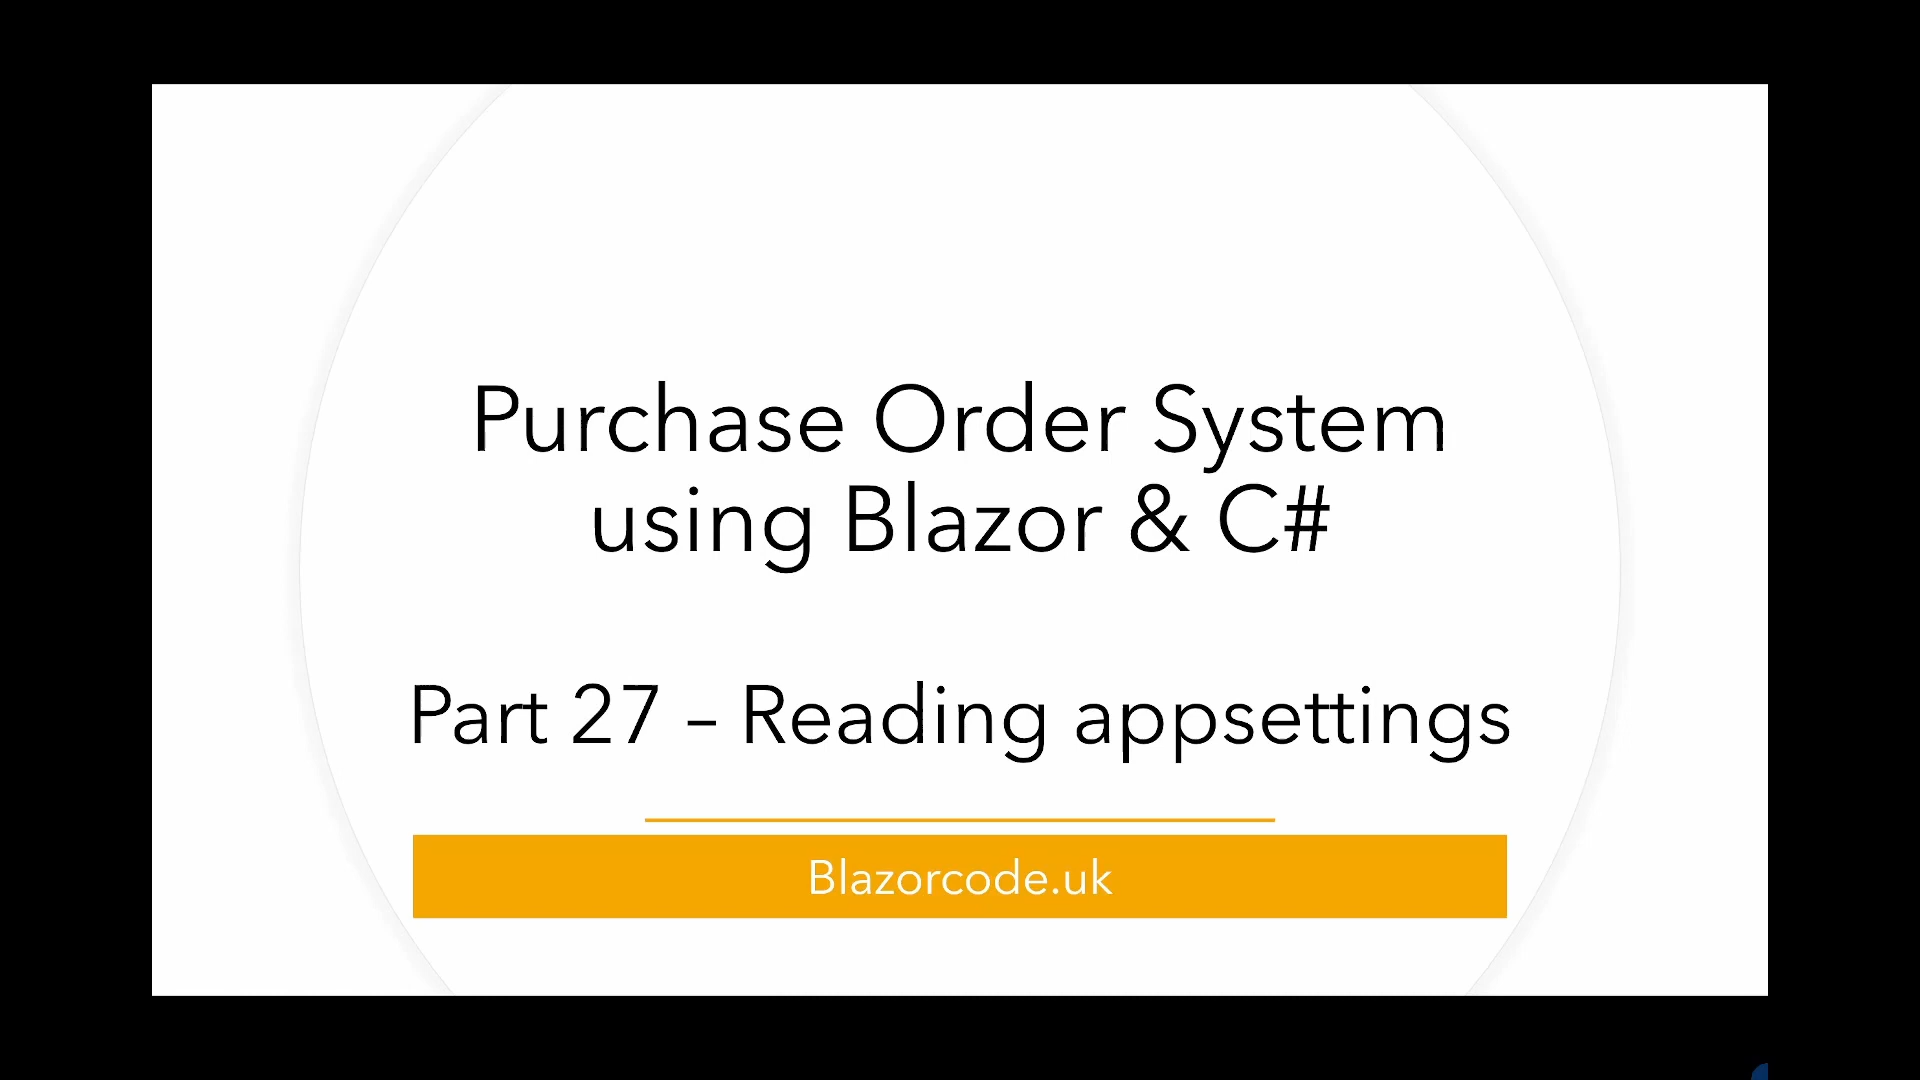 Purchase Order System
using Blazor & C#
Part 27 – Reading appsettings
Blazorcode.uk